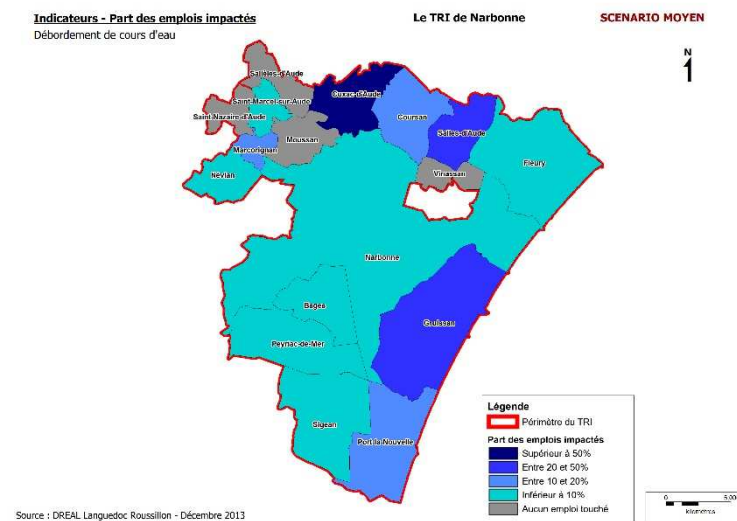 Indicateurs - Part des emplois impactés
Le TRI de Narbonne
SCENARIO MOYEN
Débordement de cours d'eau
N
Sallèles-d'Aude
Cuxac-d'Aude
Saint-Marcel-sur-Aude
Saint-Nazaire-d'Aude
Coursan
Salles-d'Aude
Moussan
Marcorignan
Fleury
Névian
Vinassan
Narbonne
Bages
Gruissan
Peyriac-de-Mer
Sigean
Port-la-Nouvelle
Légende
Périmètre du TRI
Part des emplois impactés
Supérieur à 50%
Entre 20 et 50%
Entre 10 et 20%
Inférieur à 10%
Aucun emploi touché
kilomètres
Source : DREAL Languedoc Roussillon - Décembre 2013